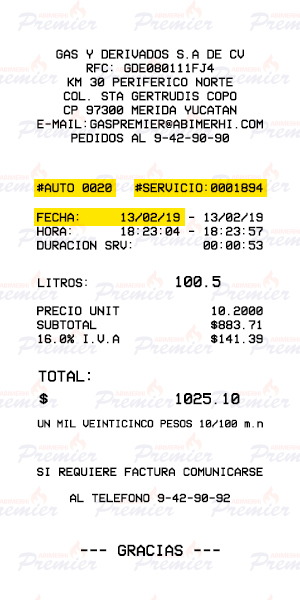 GAS Y DERIVADOS S.A DE CV
RFC: GDE080111FJ4
KM 30 PERIFERICO NORTE
COL. STA GERTRUDIS COPO
CP 97300 MERIDA YUCATAN
E-MAIL:GASPREMIER@ABIMERHI.COM
PEDIDOS AL 9-42-90-90
#AUTO 0020 #SERVICIO:0001894
FECHA: 13/02/19 - 13/02/19
HORA: 18:23:04 - 18:23:57
DURACION SRV: 00:00:53
LITROS: 100.5
PRECIO UNIT 10.2000
SUBTOTAL $883.71
16.0% I.V.A $141.39
TOTAL:
$ 1025.10
UN MIL VEINTICINCO PESOS 10/100 m.n
SI REQUIERE FACTURA COMUNICARSE
AL TELEFONO 9-42-90-92
--- GRACIAS ---